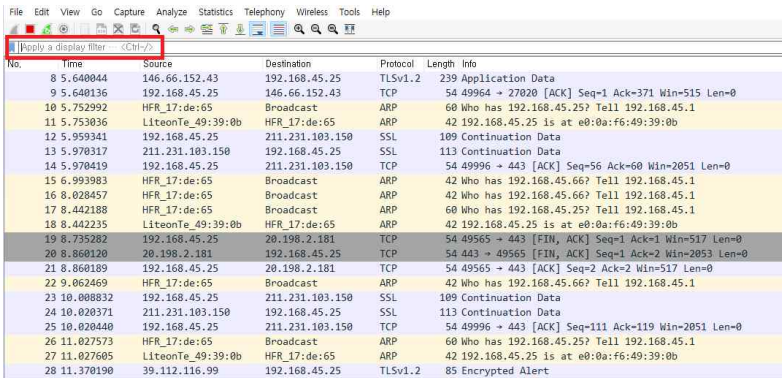 File Edit View Go Capture Analyze Statistics Telephony Wireless Tools Help
Apply a display filter ... <Ctrl-/>
No. Time Source Destination Protocol Length Info
8 5.640044 146.66.152.43 192.168.45.25 TLSv1.2 239 Application Data
9 5.640136 192.168.45.25 146.66.152.43 TCP 54 49964 → 27020 [ACK] Seq=1 Ack=371 Win=515 Len=0
10 5.752992 HFR_17:de:65 Broadcast ARP 60 Who has 192.168.45.25? Tell 192.168.45.1
11 5.753036 LiteonTe_49:39:0b HFR_17:de:65 ARP 42 192.168.45.25 is at e0:0a:f6:49:39:0b
12 5.959341 192.168.45.25 211.231.103.150 SSL 109 Continuation Data
13 5.970317 211.231.103.150 192.168.45.25 SSL 113 Continuation Data
14 5.970419 192.168.45.25 211.231.103.150 TCP 54 49996 → 443 [ACK] Seq=56 Ack=60 Win=2051 Len=0
15 6.993983 HFR_17:de:65 Broadcast ARP 42 Who has 192.168.45.66? Tell 192.168.45.1
16 8.028457 HFR_17:de:65 Broadcast ARP 42 Who has 192.168.45.66? Tell 192.168.45.1
17 8.442188 HFR_17:de:65 Broadcast ARP 60 Who has 192.168.45.25? Tell 192.168.45.1
18 8.442235 LiteonTe_49:39:0b HFR_17:de:65 ARP 42 192.168.45.25 is at e0:0a:f6:49:39:0b
19 8.735282 192.168.45.25 20.198.2.181 TCP 54 49565 → 443 [FIN, ACK] Seq=1 Ack=1 Win=517 Len=0
20 8.860120 20.198.2.181 192.168.45.25 TCP 54 443 → 49565 [FIN, ACK] Seq=1 Ack=2 Win=2053 Len=0
21 8.860189 192.168.45.25 20.198.2.181 TCP 54 49565 → 443 [ACK] Seq=2 Ack=2 Win=517 Len=0
22 9.062469 HFR_17:de:65 Broadcast ARP 42 Who has 192.168.45.66? Tell 192.168.45.1
23 10.008832 192.168.45.25 211.231.103.150 SSL 109 Continuation Data
24 10.020371 211.231.103.150 192.168.45.25 SSL 113 Continuation Data
25 10.020440 192.168.45.25 211.231.103.150 TCP 54 49996 → 443 [ACK] Seq=111 Ack=119 Win=2051 Len=0
26 11.027573 HFR_17:de:65 Broadcast ARP 60 Who has 192.168.45.25? Tell 192.168.45.1
27 11.027605 LiteonTe_49:39:0b HFR_17:de:65 ARP 42 192.168.45.25 is at e0:0a:f6:49:39:0b
28 11.370190 39.112.116.99 192.168.45.25 TLSv1.2 85 Encrypted Alert